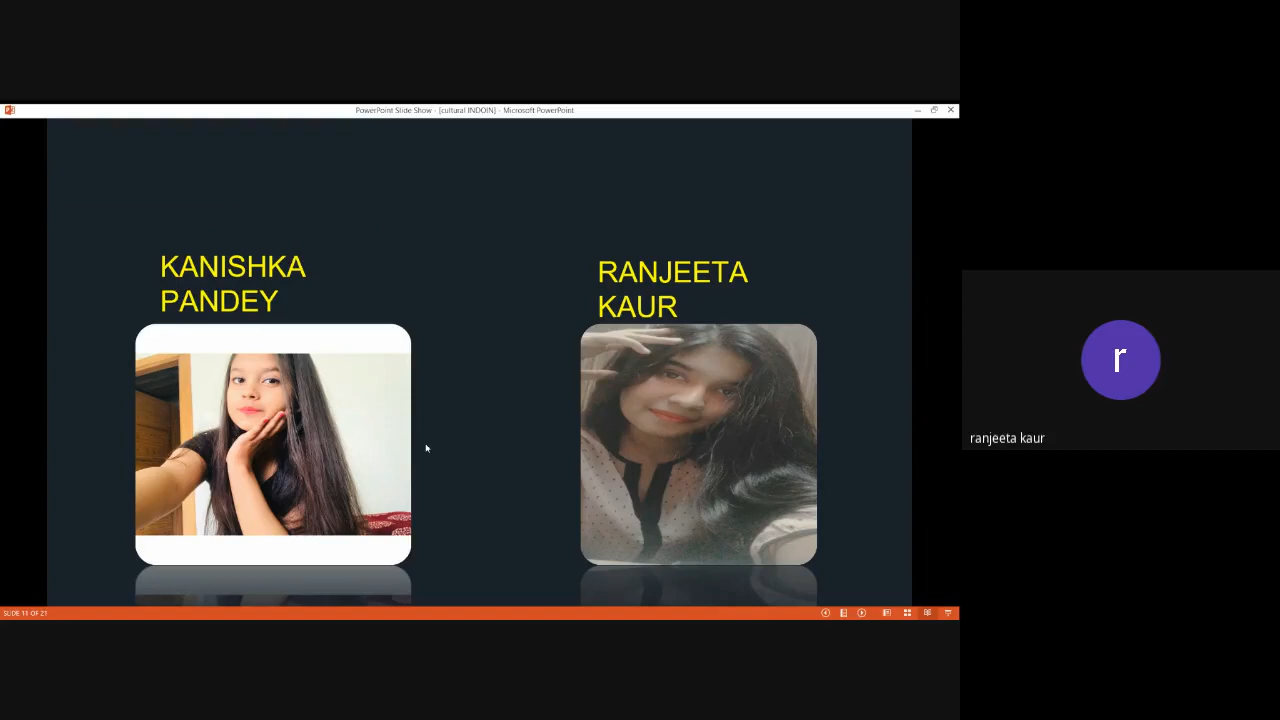 PowerPoint Slide Show - [cultural INDOIN] - Microsoft PowerPoint
KANISHKA
PANDEY
RANJEETA
KAUR
r
ranjeeta kaur